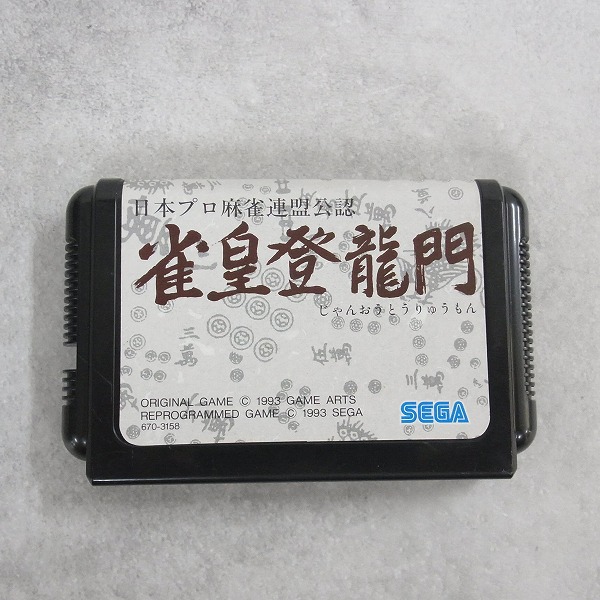 日本プロ麻雀連盟公認
雀皇登龍門
じゃんおうとうりゅうもん
ORIGINAL GAME © 1993 GAME ARTS
REPROGRAMMED GAME © 1993 SEGA
670-3158
SEGA